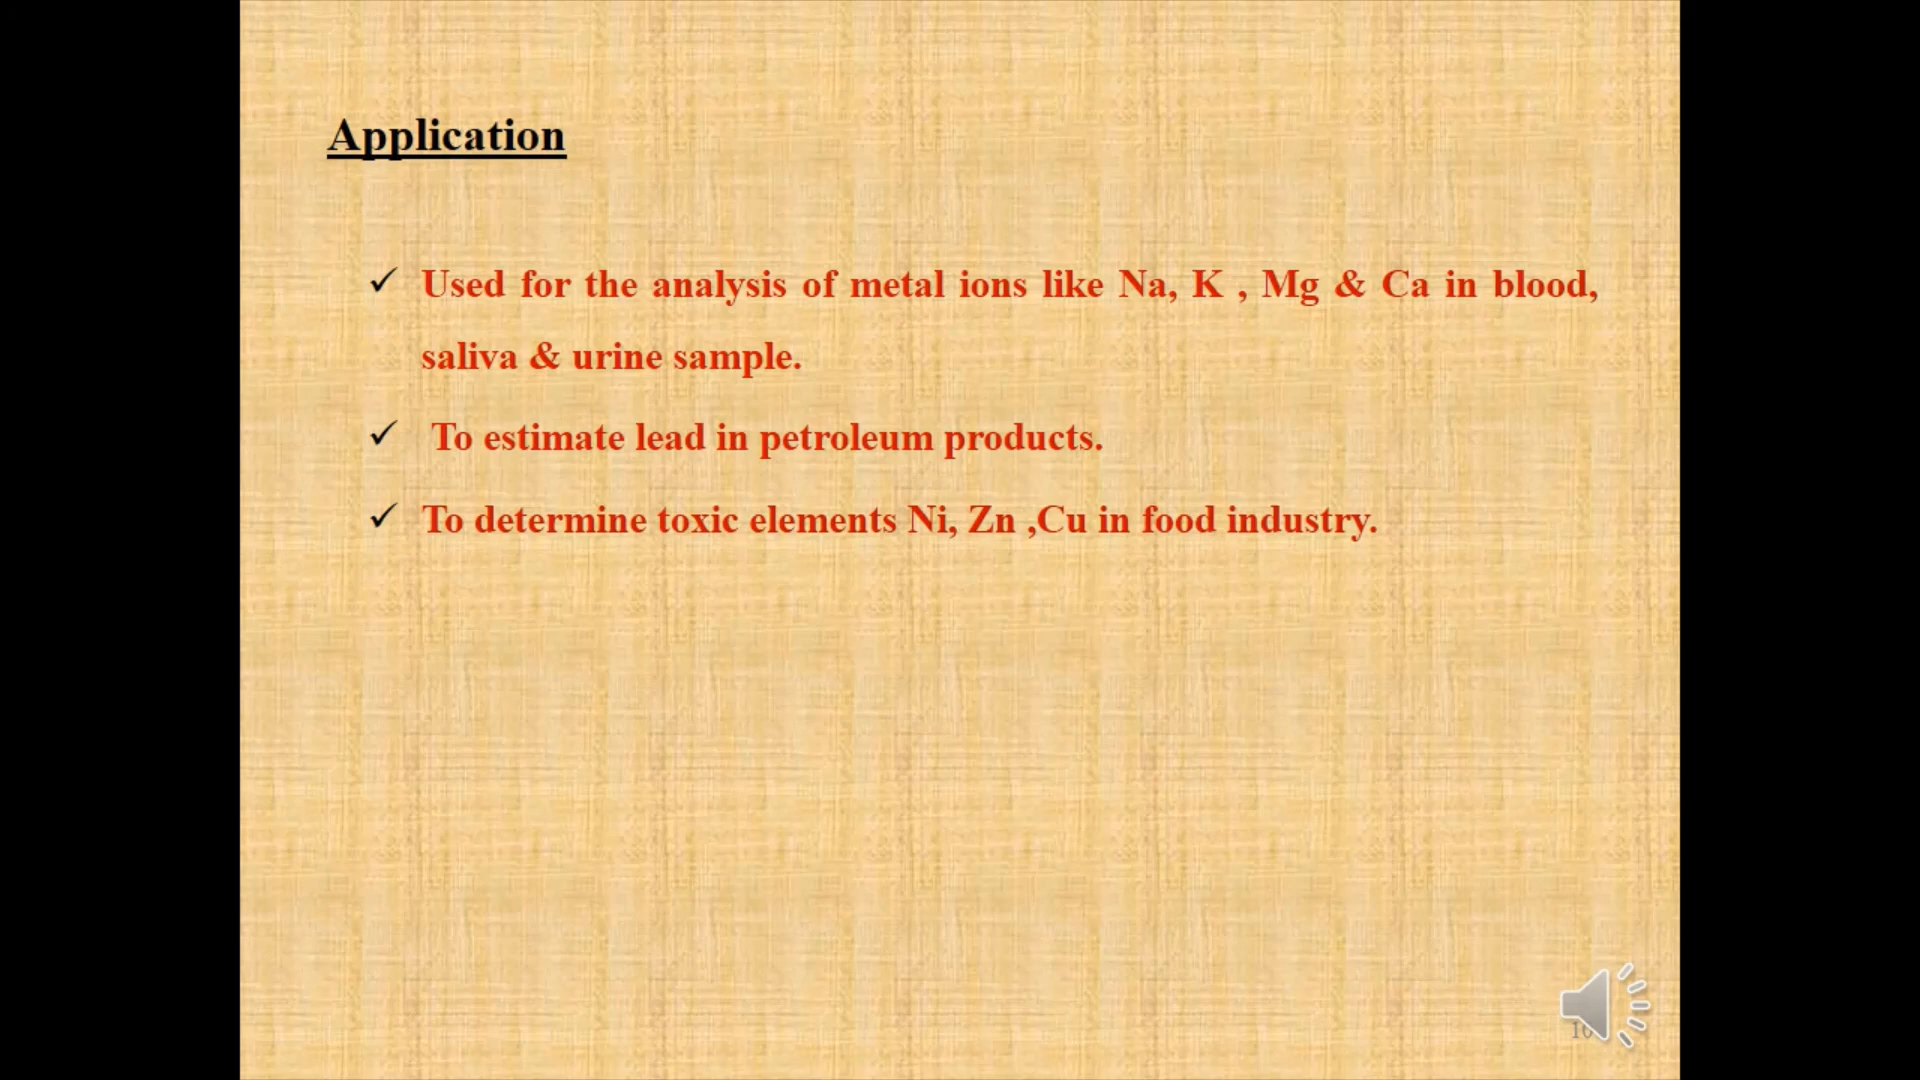 Application
✓ Used for the analysis of metal ions like Na, K , Mg & Ca in blood,
saliva & urine sample.
✓ To estimate lead in petroleum products.
✓ To determine toxic elements Ni, Zn ,Cu in food industry.